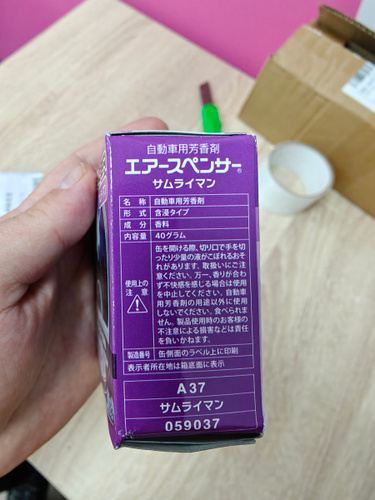 自動車用芳香剤
エアースペンサー®
サムライマン
名 称 自動車用芳香剤
形 式 含浸タイプ
成 分 香料
内容量 40グラム
使用上の注意
缶を開ける際、切り口で手を切
ったり少量の液がこぼれるおそ
れがあります。取扱いにご注
意ください。万一、香りが合わ
ず不快感を感じる場合は使用
を中止してください。自動車
用芳香剤の用途以外に使用
しないでください。食べられま
せん。製品使用時のお客様の
不注意による損害などは責任
を負いかねます。
製造番号 缶側面のラベル上に印刷
表示者所在地は箱底面に表示
A37
サムライマン
059037